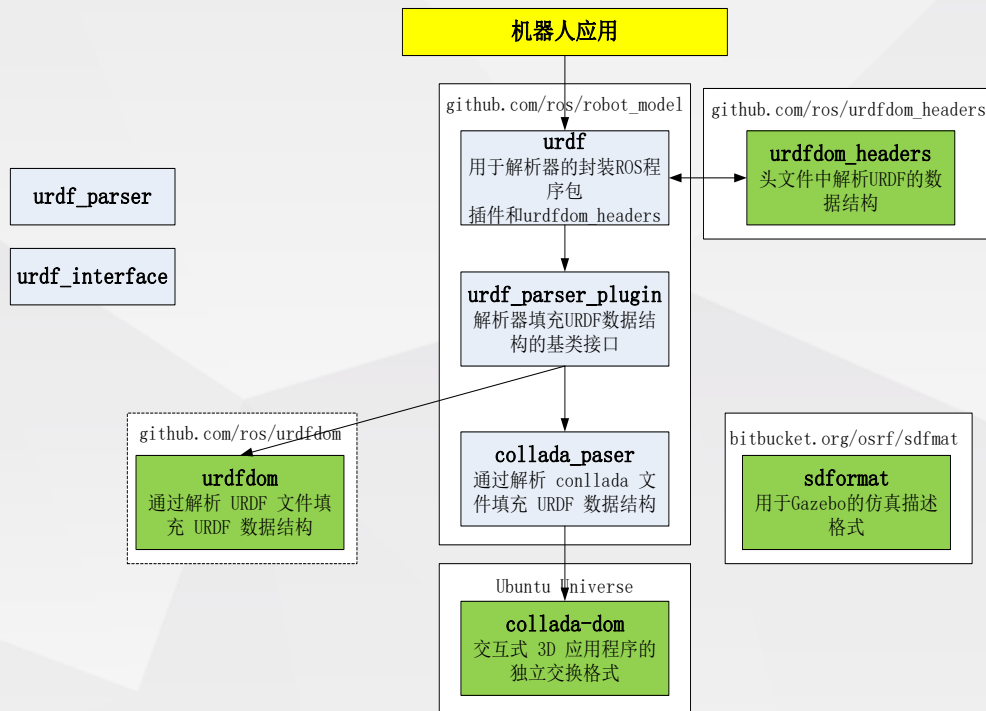 机器人应用
github.com/ros/robot_model
urdf
用于解析器的封装ROS程
序包
插件和urdfdom_headers
github.com/ros/urdfdom_headers
urdfdom_headers
头文件中解析URDF的数
据结构
urdf_parser
urdf_interface
urdf_parser_plugin
解析器填充URDF数据结
构的基类接口
github.com/ros/urdfdom
urdfdom
通过解析 URDF 文件填
充 URDF 数据结构
collada_paser
通过解析 conllada 文
件填充 URDF 数据结构
bitbucket.org/osrf/sdfmat
sdformat
用于Gazebo的仿真描述
格式
Ubuntu Universe
collada-dom
交互式 3D 应用程序的
独立交换格式